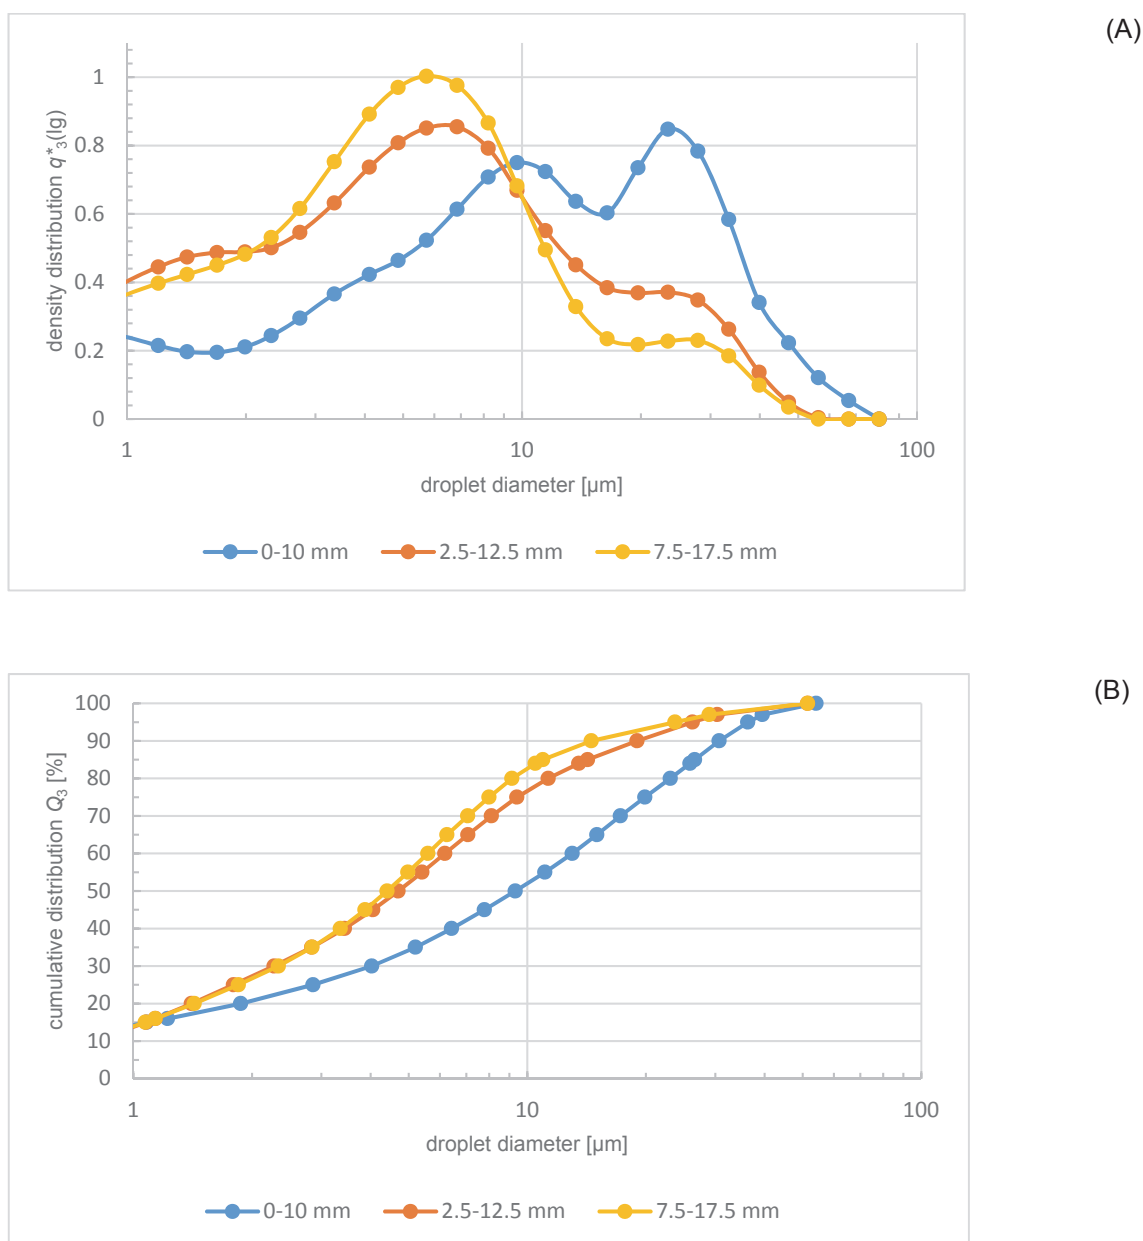 (A)
density distribution q*3(lg)
1
0.8
0.6
0.4
0.2
0
1 10 100
droplet diameter [µm]
0-10 mm 2.5-12.5 mm 7.5-17.5 mm
(B)
cumulative distribution Q3 [%]
100
90
80
70
60
50
40
30
20
10
0
1 10 100
droplet diameter [µm]
0-10 mm 2.5-12.5 mm 7.5-17.5 mm